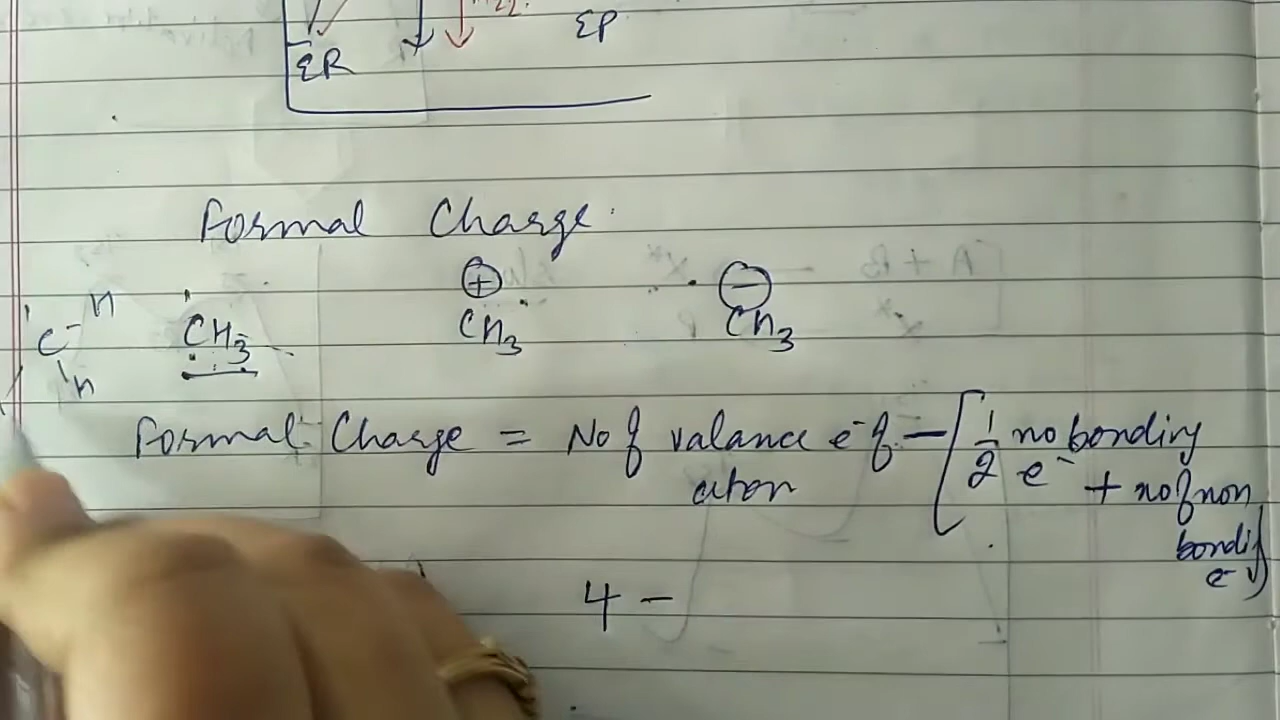 ΣR
ΣP
Formal Charge.
⊕ ⊖
C H CH3 CH3 CH3
H
Formal Charge = No of valance e⁻ of — [ 1/2 no bonding
atom e⁻ + no of non
bonding
e⁻
4 -